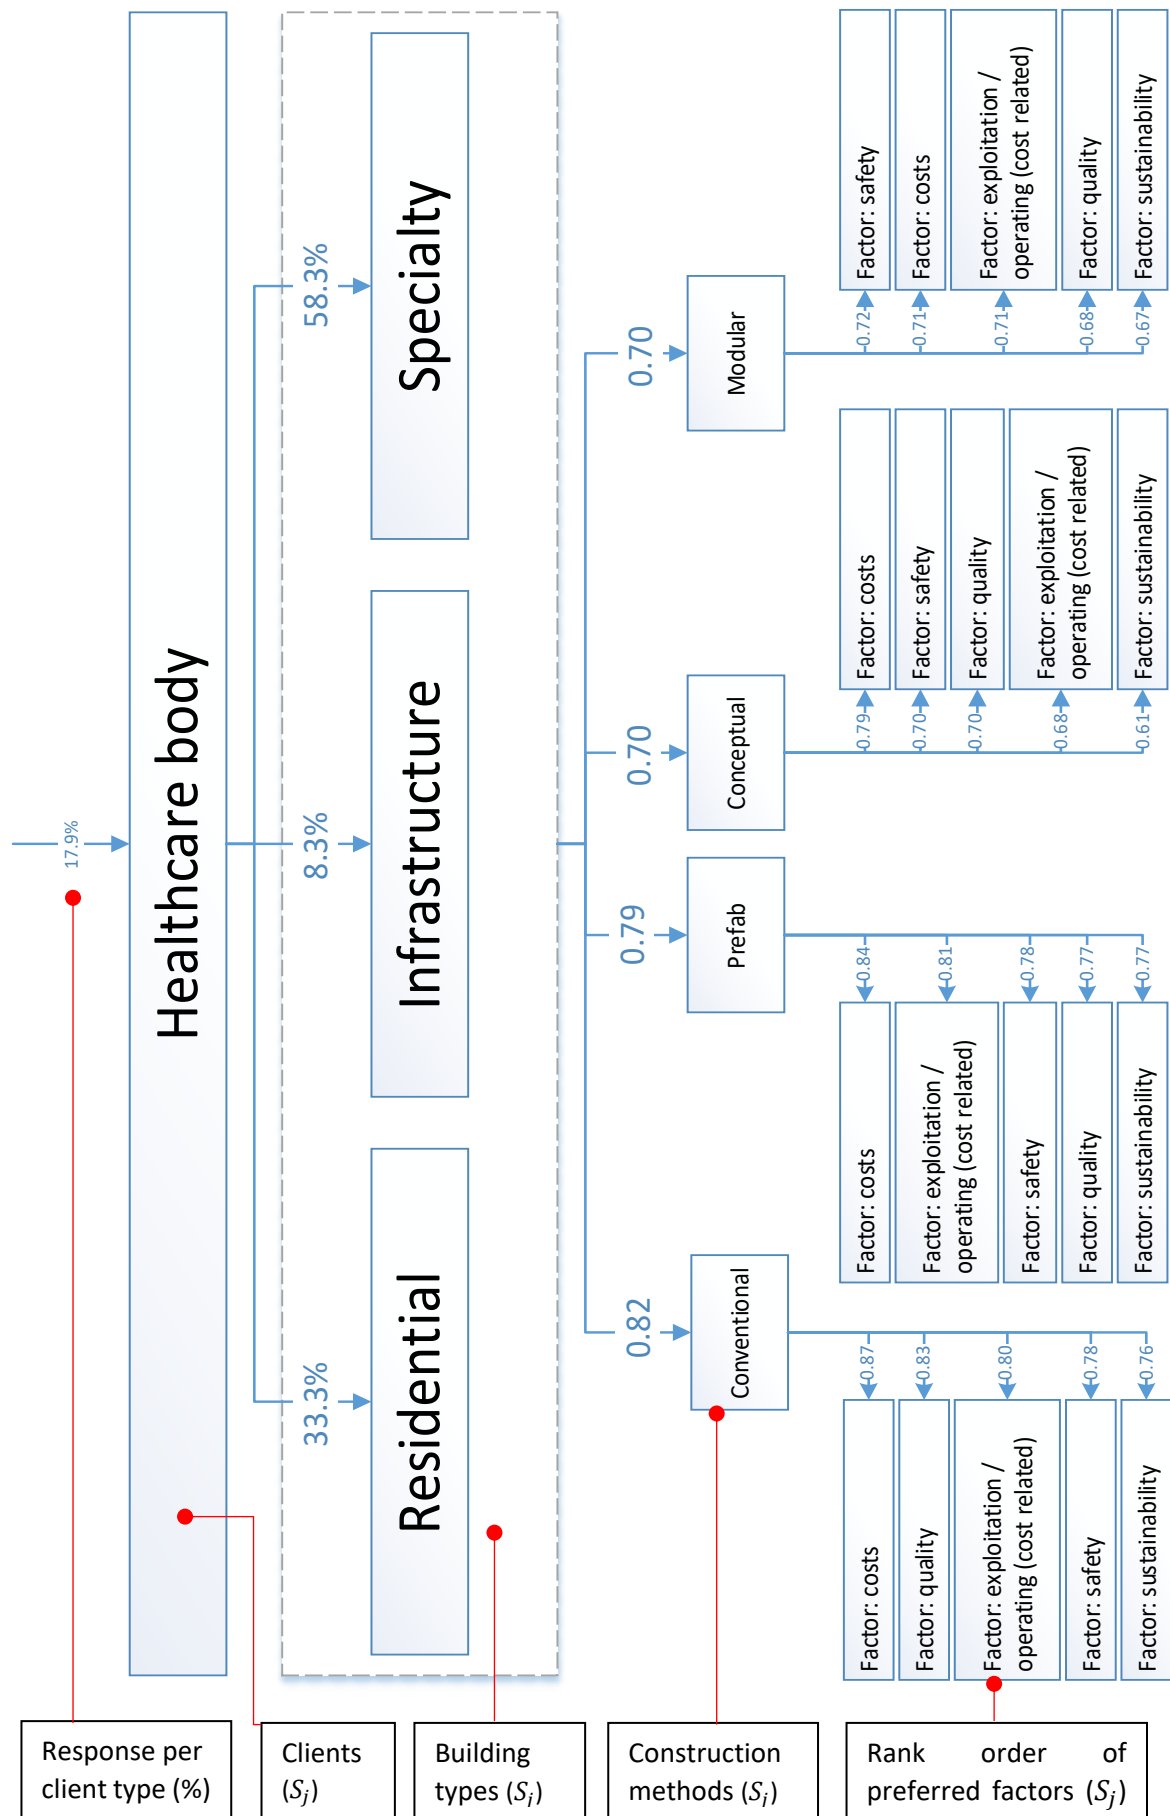 17.9%
Healthcare body
33.3%
8.3%
58.3%
Residential
Infrastructure
Specialty
0.82
0.79
0.70
0.70
Conventional
Prefab
Conceptual
Modular
0.87
0.83
0.80
0.78
0.76
Factor: costs
Factor: quality
Factor: exploitation /
operating (cost related)
Factor: safety
Factor: sustainability
0.84
0.81
0.78
0.77
0.77
Factor: costs
Factor: exploitation /
operating (cost related)
Factor: safety
Factor: quality
Factor: sustainability
0.79
0.70
0.70
0.68
0.61
Factor: costs
Factor: safety
Factor: quality
Factor: exploitation /
operating (cost related)
Factor: sustainability
0.72
0.71
0.71
0.68
0.67
Factor: safety
Factor: costs
Factor: exploitation /
operating (cost related)
Factor: quality
Factor: sustainability
Response per
client type (%)
Clients
(Sⱼ)
Building
types (Sᵢ)
Construction
methods (Sᵢ)
Rank order of
preferred factors (Sⱼ)